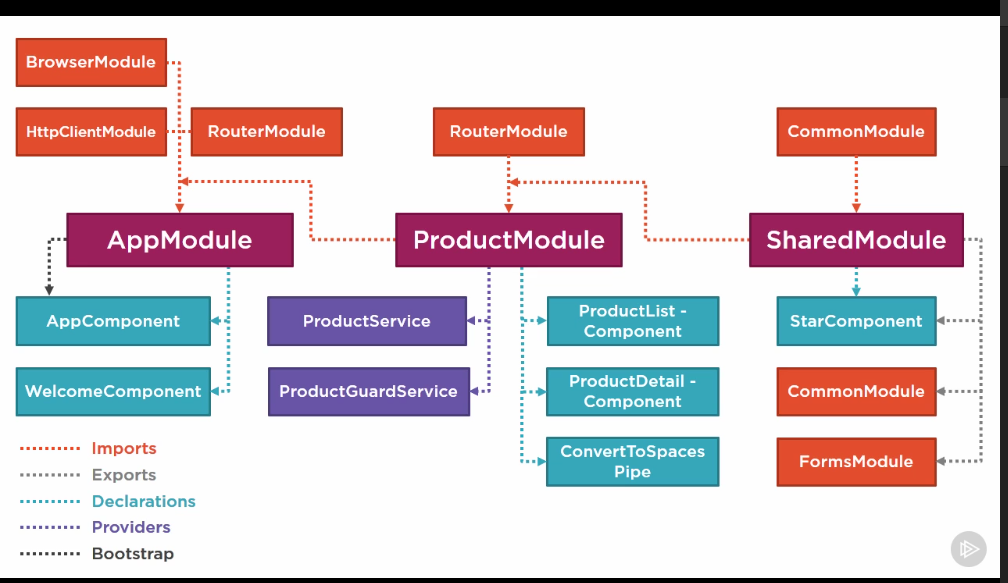 BrowserModule
HttpClientModule
RouterModule
RouterModule
CommonModule
AppModule
ProductModule
SharedModule
AppComponent
ProductService
ProductList -
Component
StarComponent
WelcomeComponent
ProductGuardService
ProductDetail -
Component
CommonModule
ConvertToSpaces
Pipe
FormsModule
Imports
Exports
Declarations
Providers
Bootstrap